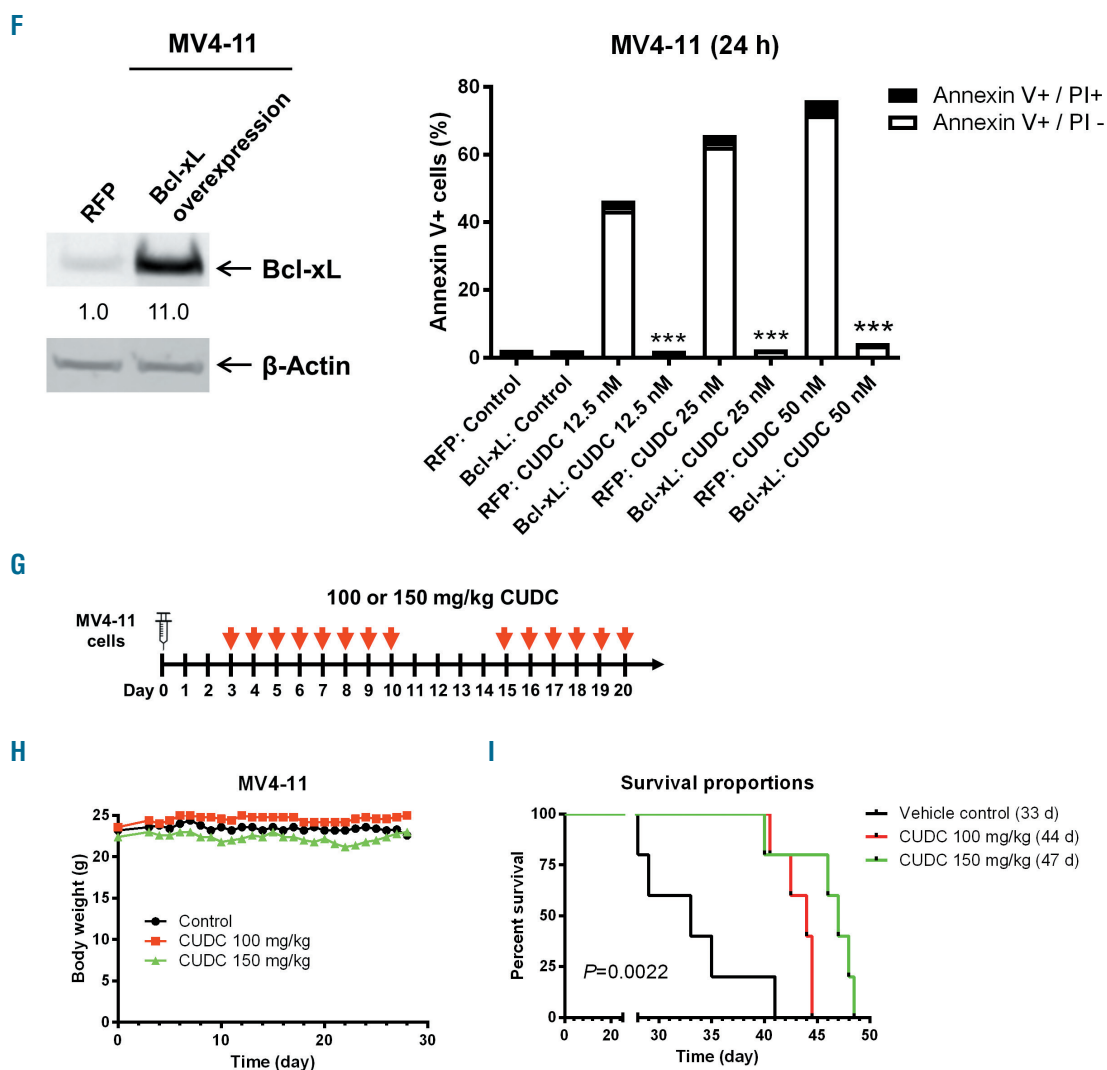 F
MV4-11
RFP
Bcl-xL
overexpression
Bcl-xL
1.0 11.0
β-Actin
MV4-11 (24 h)
Annexin V+ / PI+
Annexin V+ / PI -
Annexin V+ cells (%)
80
60
40
20
0
*** *** ***
RFP: Control
Bcl-xL: Control
RFP: CUDC 12.5 nM
Bcl-xL: CUDC 12.5 nM
RFP: CUDC 25 nM
Bcl-xL: CUDC 25 nM
RFP: CUDC 50 nM
Bcl-xL: CUDC 50 nM
G
100 or 150 mg/kg CUDC
MV4-11
cells
Day 0 1 2 3 4 5 6 7 8 9 10 11 12 13 14 15 16 17 18 19 20
H
MV4-11
Body weight (g)
25
23
15
10
5
0
Control
CUDC 100 mg/kg
CUDC 150 mg/kg
0 10 20 30
Time (day)
I
Survival proportions
Percent survival
100
75
50
25
0
P=0.0022
Vehicle control (33 d)
CUDC 100 mg/kg (44 d)
CUDC 150 mg/kg (47 d)
0 20 30 35 40 45 50
Time (day)